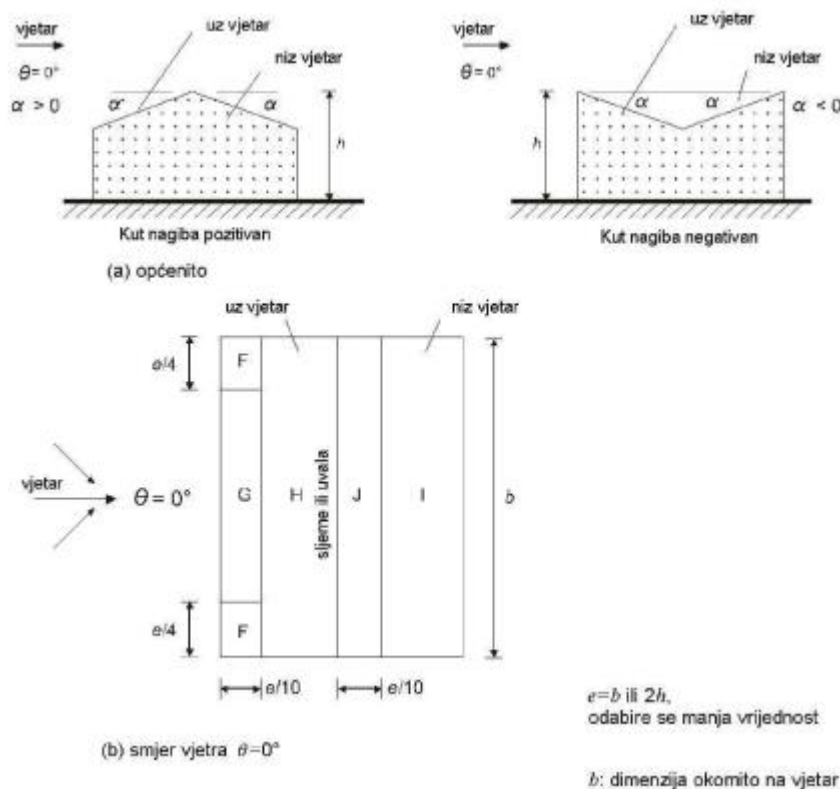 vjetar
θ= 0°
α > 0
uz vjetar
niz vjetar
α
α
h
Kut nagiba pozitivan
vjetar
θ= 0°
uz vjetar
niz vjetar
α
α
α < 0
h
Kut nagiba negativan
(a) općenito
uz vjetar
niz vjetar
e/4
F
vjetar
θ = 0°
G
H
sljeme ili uvala
J
I
b
e/4
F
e/10
e/10
(b) smjer vjetra θ=0°
e=b ili 2h,
odabire se manja vrijednost
b: dimenzija okomito na vjetar